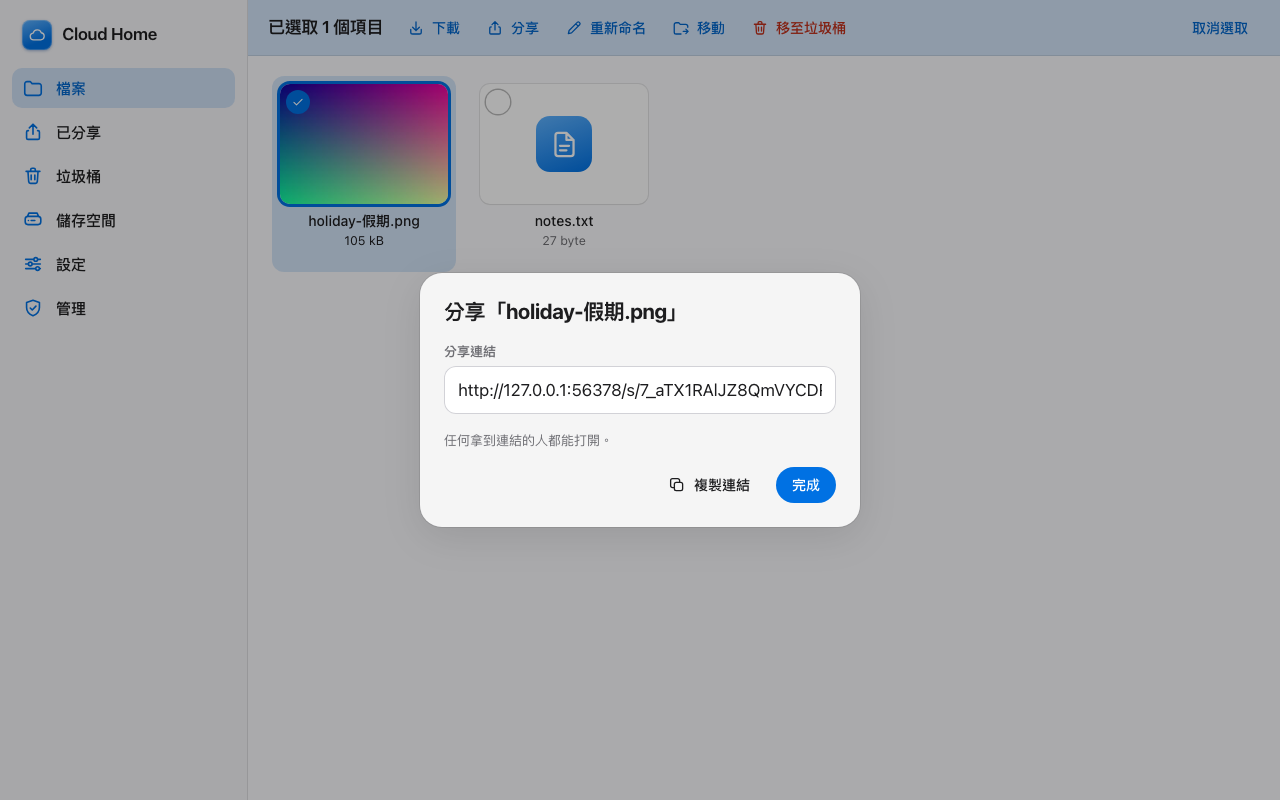 Cloud Home
檔案
已分享
垃圾桶
儲存空間
設定
管理
已選取 1 個項目
下載
分享
重新命名
移動
移至垃圾桶
取消選取
holiday-假期.png
105 kB
notes.txt
27 byte
分享「holiday-假期.png」
分享連結
http://127.0.0.1:56378/s/7_aTX1RAlJZ8QmVYCD
任何拿到連結的人都能打開。
複製連結
完成